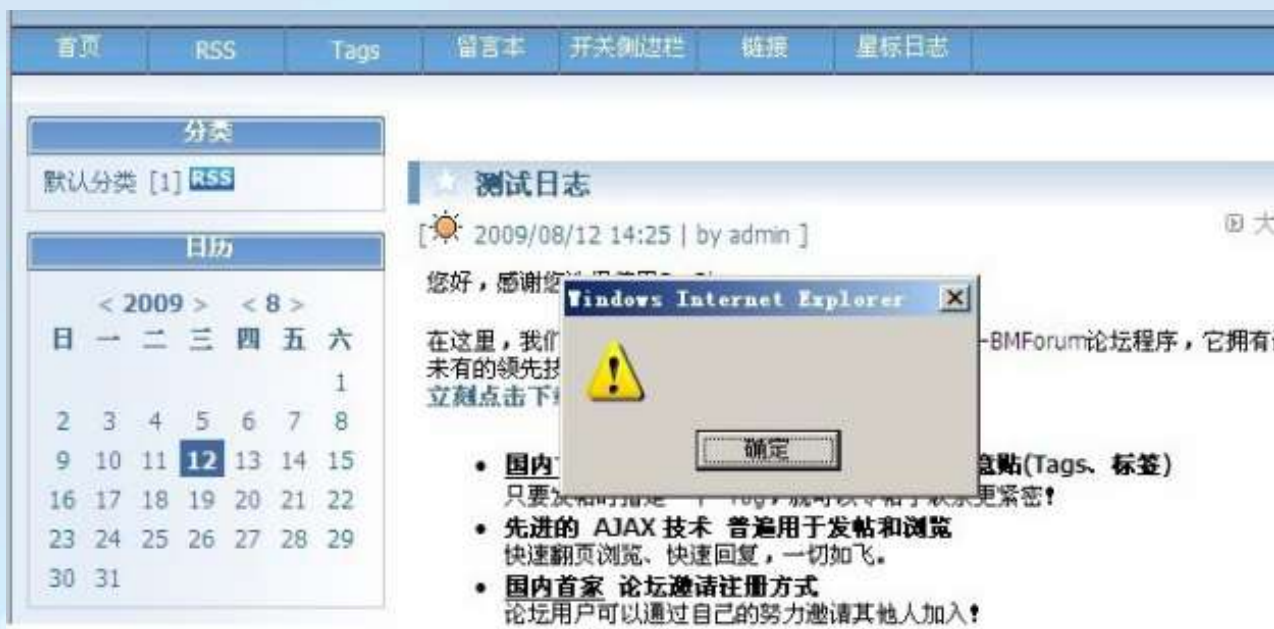 首页 RSS Tags 留言本 开关侧边栏 链接 星标日志
分类
默认分类 [1] RSS
日历
< 2009 > < 8 >
日 一 二 三 四 五 六
1
2 3 4 5 6 7 8
9 10 11 12 13 14 15
16 17 18 19 20 21 22
23 24 25 26 27 28 29
30 31
测试日志
[ 2009/08/12 14:25 | by admin ]
大
您好，感谢您
在这里，我们
-BMForum论坛程序，它拥有
未有的领先技
立刻点击下
Windows Internet Explorer
确定
国内
贴(Tags、标签)
只要
更紧密！
先进的 AJAX 技术 普遍用于发帖和浏览
快速翻页浏览、快速回复，一切如飞。
国内首家 论坛邀请注册方式
论坛用户可以通过自己的努力邀请其他人加入！